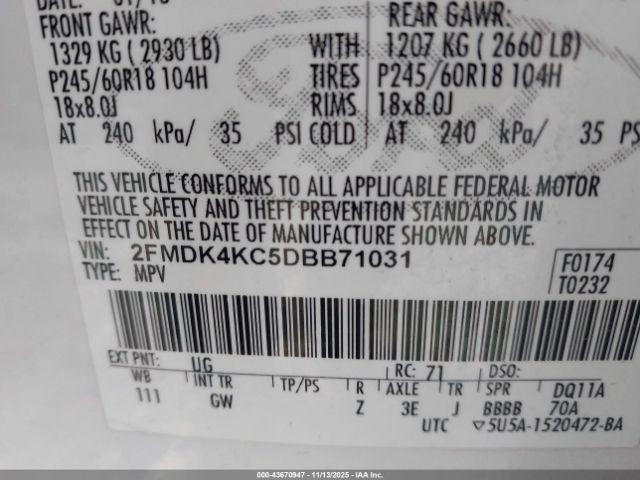 FRONT GAWR: REAR GAWR:
1329 KG ( 2930 LB) WITH 1207 KG ( 2660 LB)
P245/60R18 104H TIRES P245/60R18 104H
18x8.0J RIMS 18x8.0J
AT 240 kPa/ 35 PSI COLD AT 240 kPa/ 35 PS
THIS VEHICLE CONFORMS TO ALL APPLICABLE FEDERAL MOTOR
VEHICLE SAFETY AND THEFT PREVENTION STANDARDS IN
EFFECT ON THE DATE OF MANUFACTURE SHOWN ABOVE.
VIN: 2FMDK4KC5DBB71031 F0174
TYPE: MPV T0232
EXT PNT: UG RC: 71 DSO:
WB INT TR TP/PS R AXLE TR SPR DQ11A
111 GW Z 3E J BBBB 70A
UTC ▽5U5A-1520472-BA
000-43670947 - 11/13/2025 - IAAI.COM